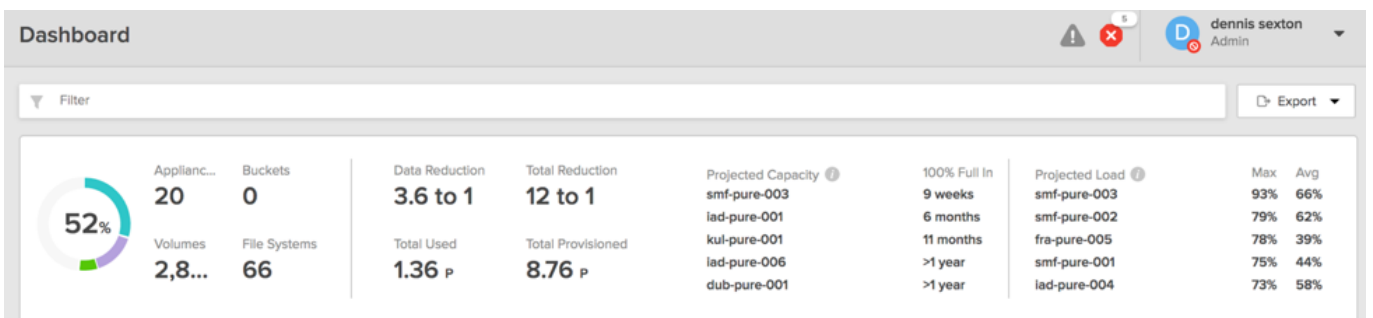 Dashboard
5
D
dennis sexton
Admin
Filter
Export
52%
Applianc...
20
Buckets
0
Volumes
2,8...
File Systems
66
Data Reduction
3.6 to 1
Total Reduction
12 to 1
Total Used
1.36 P
Total Provisioned
8.76 P
Projected Capacity i 100% Full In
smf-pure-003 9 weeks
iad-pure-001 6 months
kul-pure-001 11 months
iad-pure-006 >1 year
dub-pure-001 >1 year
Projected Load i Max Avg
smf-pure-003 93% 66%
smf-pure-002 79% 62%
fra-pure-005 78% 39%
smf-pure-001 75% 44%
iad-pure-004 73% 58%